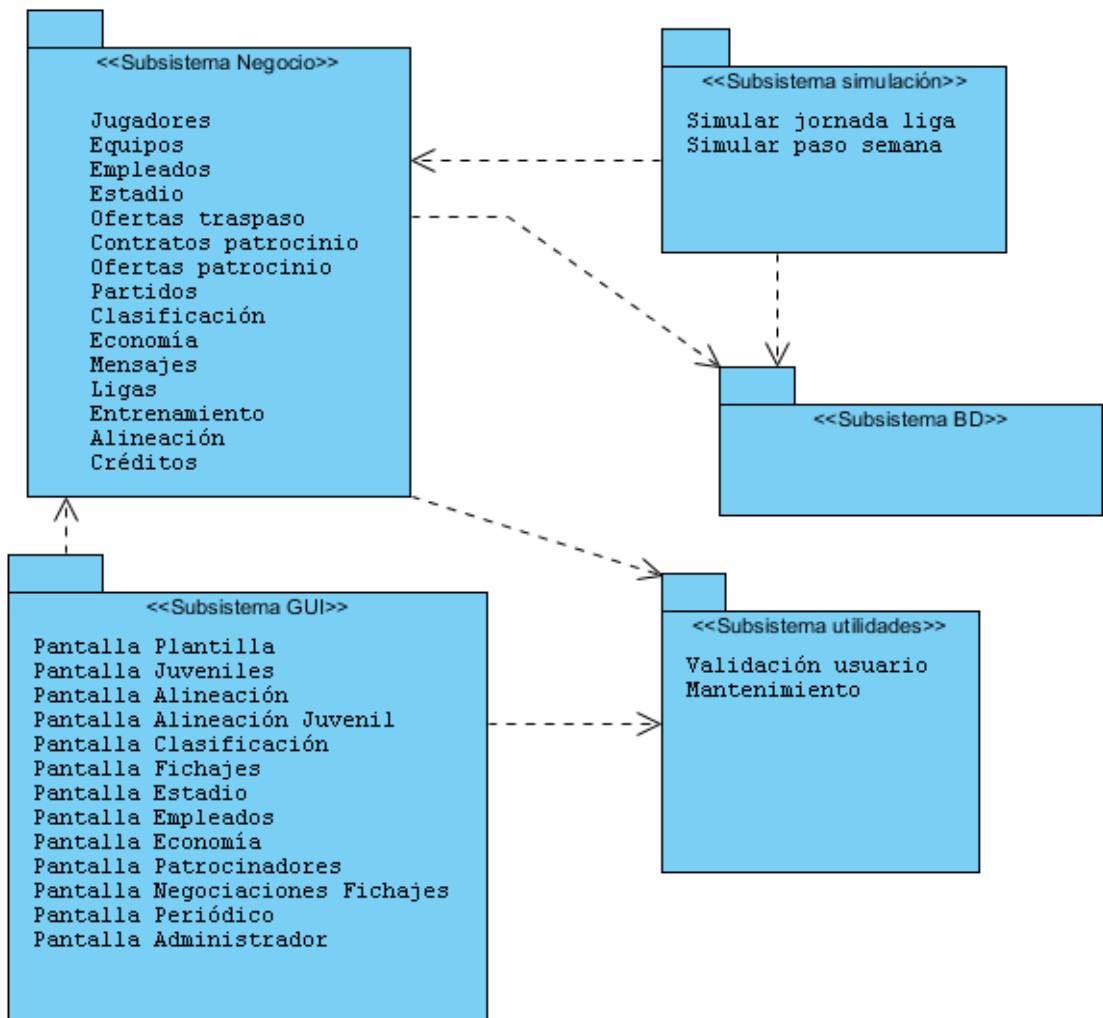 <<Subsistema Negocio>>
Jugadores
Equipos
Empleados
Estadio
Ofertas traspaso
Contratos patrocinio
Ofertas patrocinio
Partidos
Clasificación
Economía
Mensajes
Ligas
Entrenamiento
Alineación
Créditos
<<Subsistema simulación>>
Simular jornada liga
Simular paso semana
<<Subsistema BD>>
<<Subsistema GUI>>
Pantalla Plantilla
Pantalla Juveniles
Pantalla Alineación
Pantalla Alineación Juvenil
Pantalla Clasificación
Pantalla Fichajes
Pantalla Estadio
Pantalla Empleados
Pantalla Economía
Pantalla Patrocinadores
Pantalla Negociaciones Fichajes
Pantalla Periódico
Pantalla Administrador
<<Subsistema utilidades>>
Validación usuario
Mantenimiento